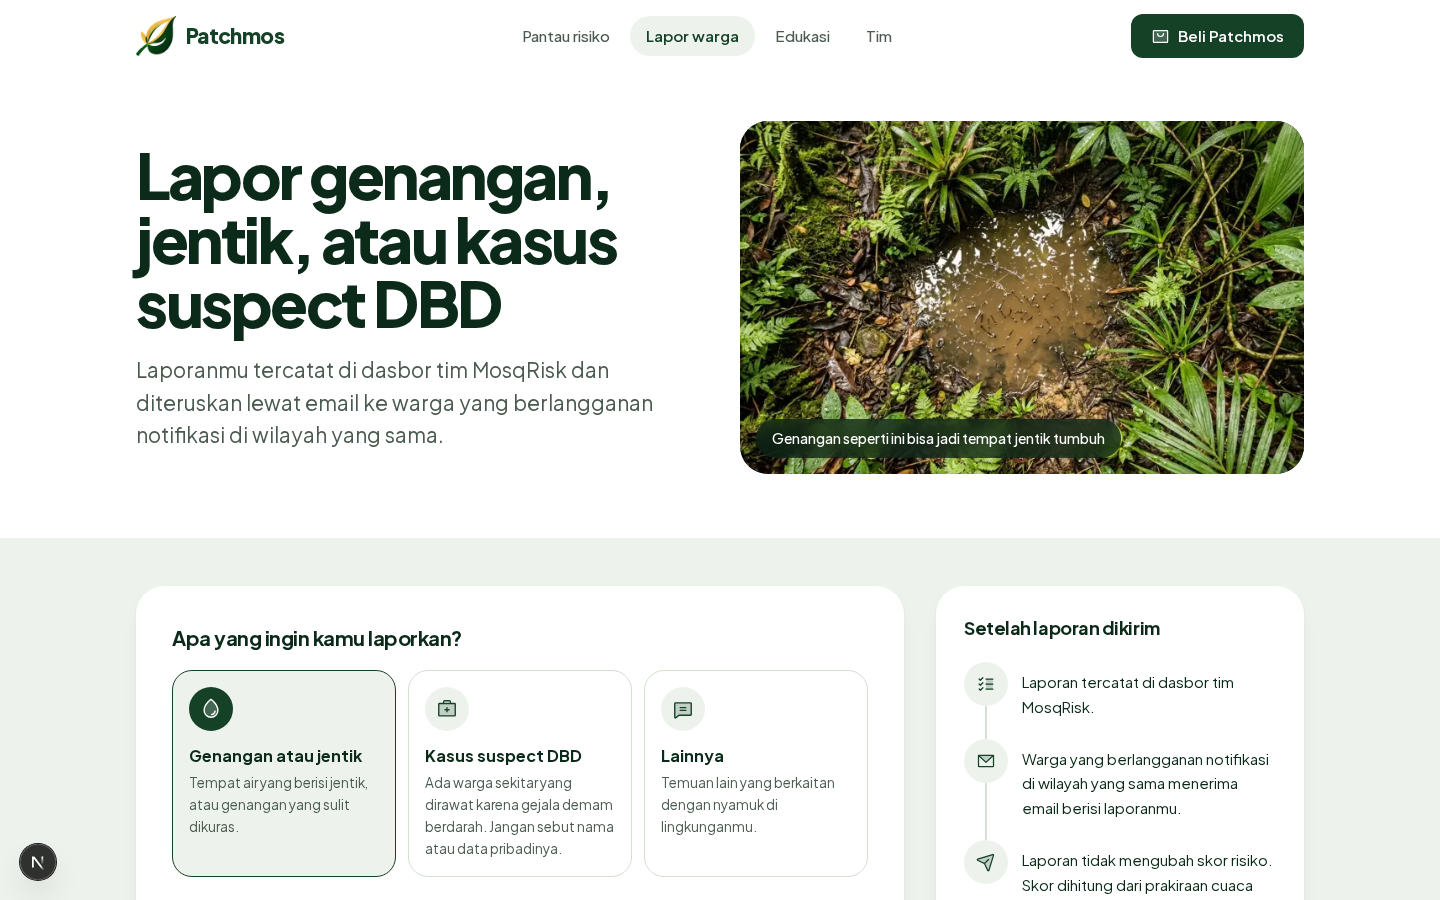 Patchmos
Pantau risiko
Lapor warga
Edukasi
Tim
Beli Patchmos
Lapor genangan,
jentik, atau kasus
suspect DBD
Laporanmu tercatat di dasbor tim MosqRisk dan
diteruskan lewat email ke warga yang berlangganan
notifikasi di wilayah yang sama.
Genangan seperti ini bisa jadi tempat jentik tumbuh
Apa yang ingin kamu laporkan?
Genangan atau jentik
Tempat air yang berisi jentik,
atau genangan yang sulit
dikuras.
Kasus suspect DBD
Ada warga sekitar yang
dirawat karena gejala demam
berdarah. Jangan sebut nama
atau data pribadinya.
Lainnya
Temuan lain yang berkaitan
dengan nyamuk di
lingkunganmu.
Setelah laporan dikirim
Laporan tercatat di dasbor tim
MosqRisk.
Warga yang berlangganan notifikasi
di wilayah yang sama menerima
email berisi laporanmu.
Laporan tidak mengubah skor risiko.
Skor dihitung dari prakiraan cuaca
N